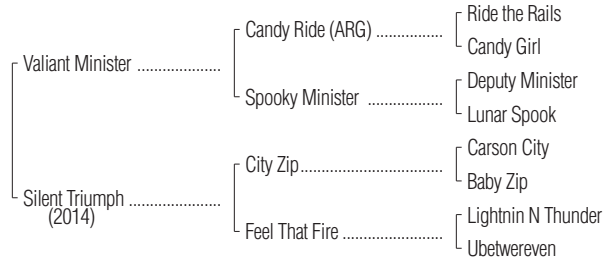 Ride the Rails
Candy Ride (ARG) ................
Candy Girl
Valiant Minister ....................
Deputy Minister
Spooky Minister ..................
Lunar Spook
Carson City
City Zip..................................
Baby Zip
Silent Triumph ......................
(2014)
Lightnin N Thunder
Feel That Fire ........................
Ubetwereven